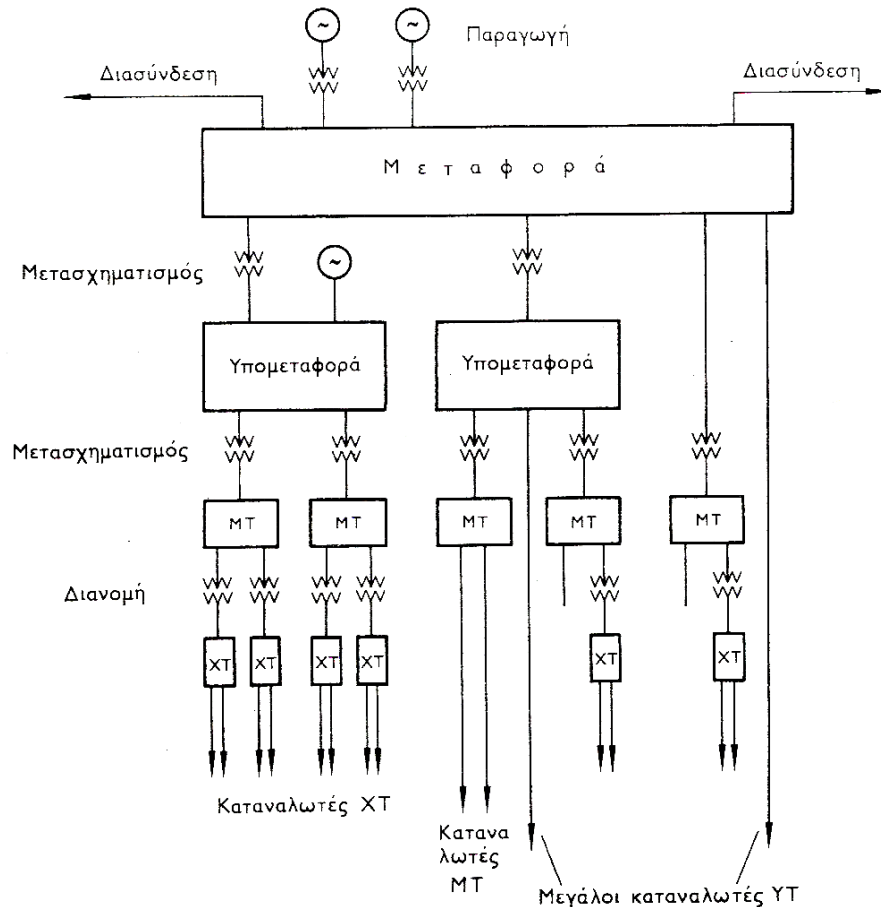 ~ ~ Παραγωγή
Διασύνδεση Διασύνδεση
Μεταφορά
Μετασχηματισμός ~
Υπομεταφορά Υπομεταφορά
Μετασχηματισμός
ΜΤ ΜΤ ΜΤ ΜΤ ΜΤ
Διανομή
ΧΤ ΧΤ ΧΤ ΧΤ ΧΤ ΧΤ
Καταναλωτές ΧΤ
Κατανα
λωτές
ΜΤ
Μεγάλοι καταναλωτές ΥΤ